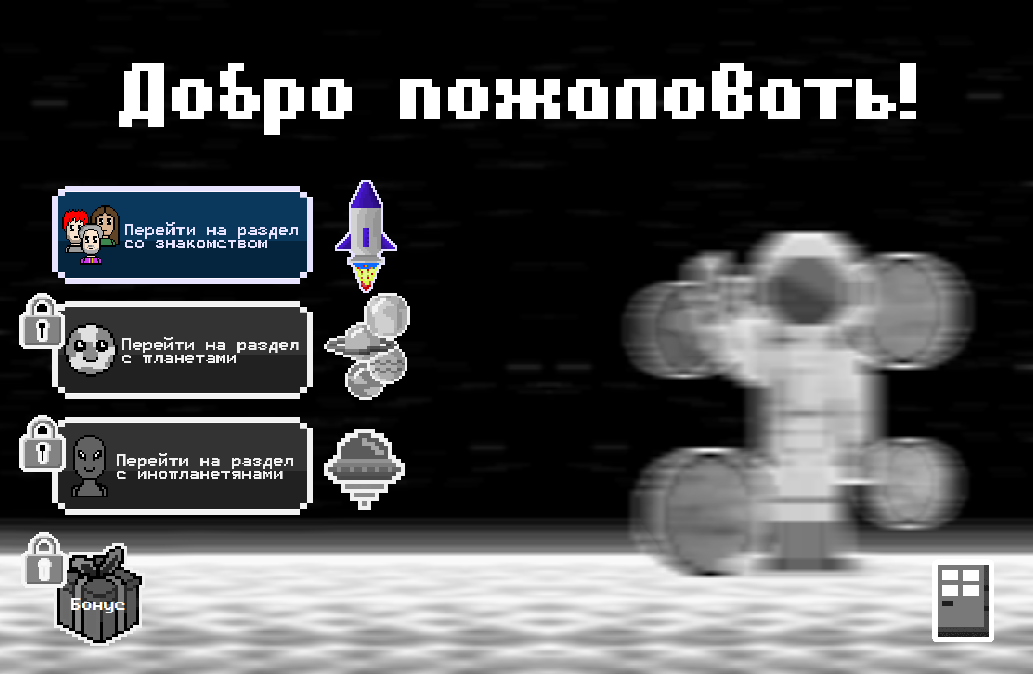 Добро пожаловать!
Перейти на раздел
со знакомством
Перейти на раздел
с планетами
Перейти на раздел
с инопланетянами
Бонус